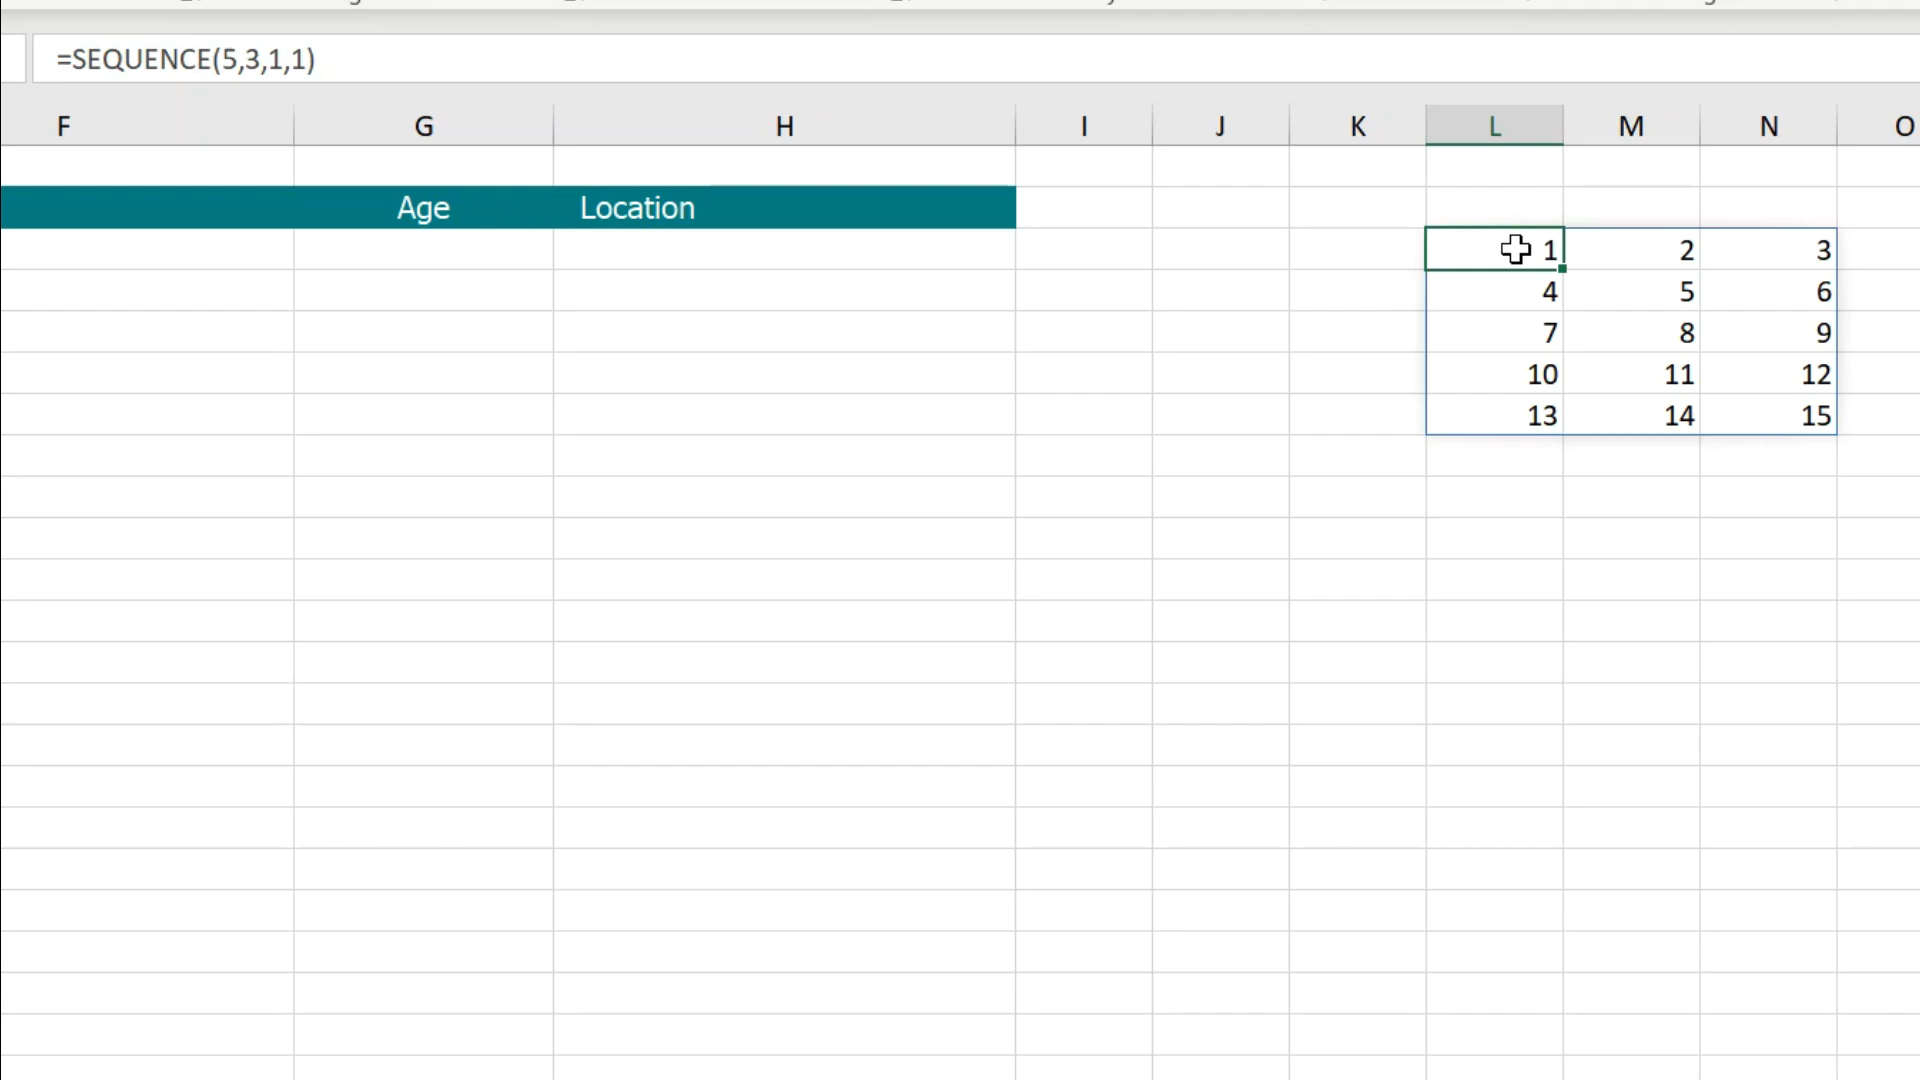 =SEQUENCE(5,3,1,1)
F G H I J K L M N O
Age Location
1 2 3
4 5 6
7 8 9
10 11 12
13 14 15